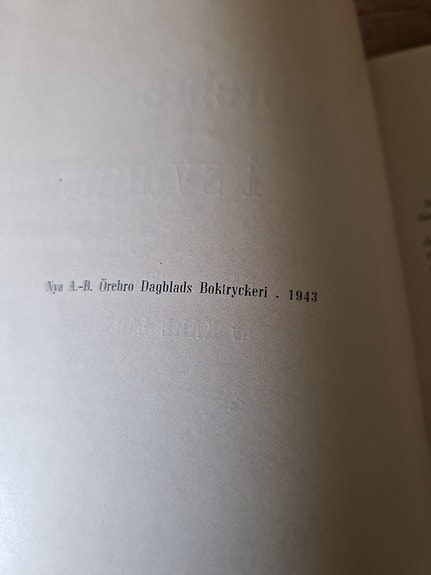 Nya A.-B. Örebro Dagblads Boktryckeri . 1943